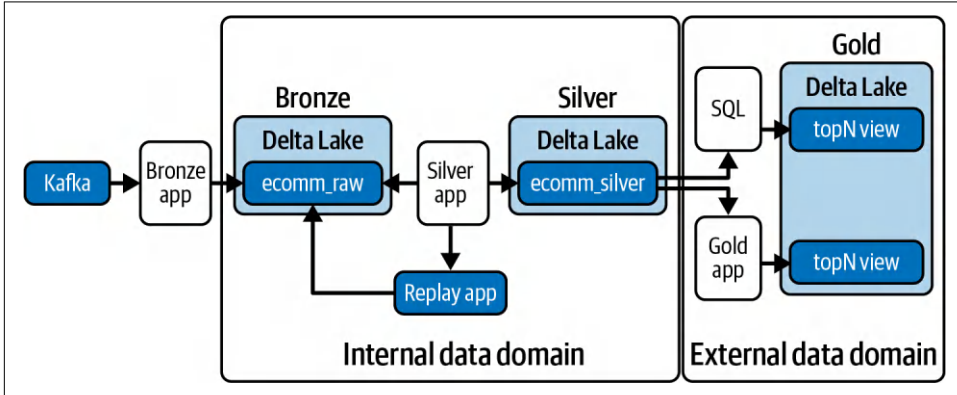 Gold
Bronze
Silver
Delta Lake
Delta Lake
Delta Lake
SQL
topN view
Kafka
Bronze
app
ecomm_raw
Silver
app
ecomm_silver
Gold
app
topN view
Replay app
Internal data domain
External data domain